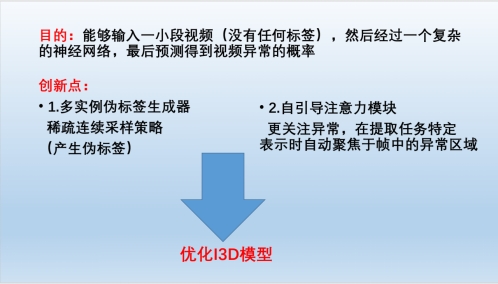 目的：能够输入一小段视频（没有任何标签），然后经过一个复杂
的神经网络，最后预测得到视频异常的概率
创新点：
• 1.多实例伪标签生成器
稀疏连续采样策略
（产生伪标签）
• 2.自引导注意力模块
更关注异常，在提取任务特定
表示时自动聚焦于帧中的异常区域
优化I3D模型